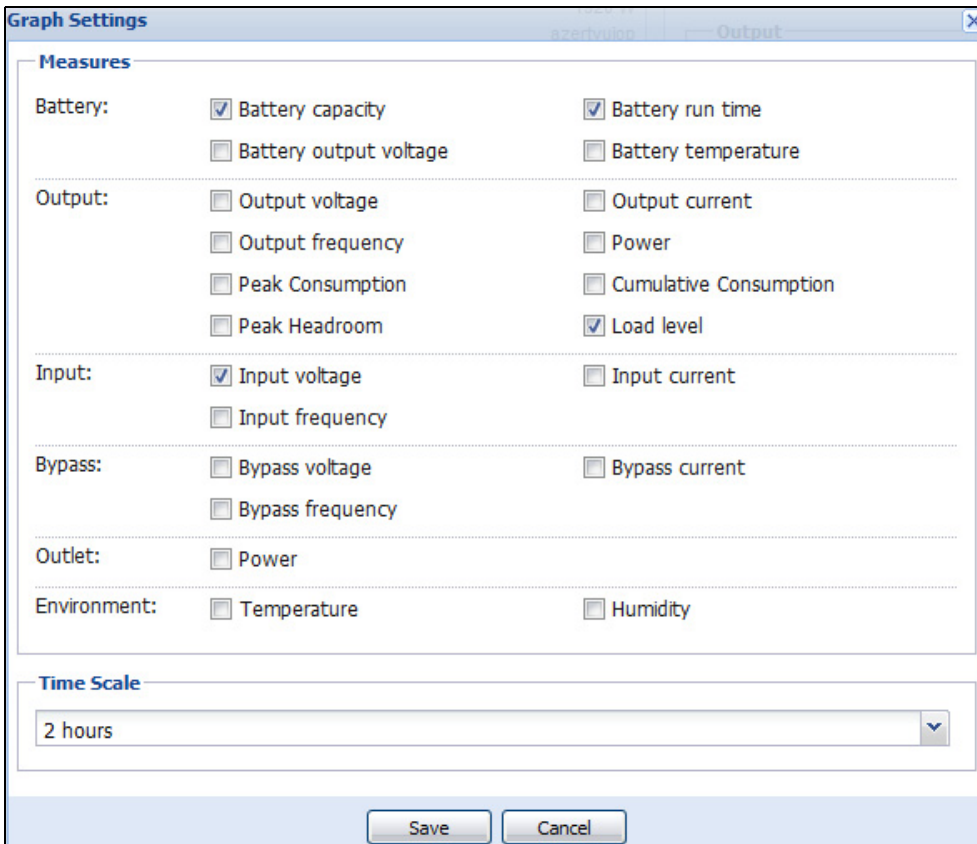 Graph Settings
Output
Measures
Battery:
Battery capacity
Battery run time
Battery output voltage
Battery temperature
Output:
Output voltage
Output current
Output frequency
Power
Peak Consumption
Cumulative Consumption
Peak Headroom
Load level
Input:
Input voltage
Input current
Input frequency
Bypass:
Bypass voltage
Bypass current
Bypass frequency
Outlet:
Power
Environment:
Temperature
Humidity
Time Scale
2 hours
Save
Cancel